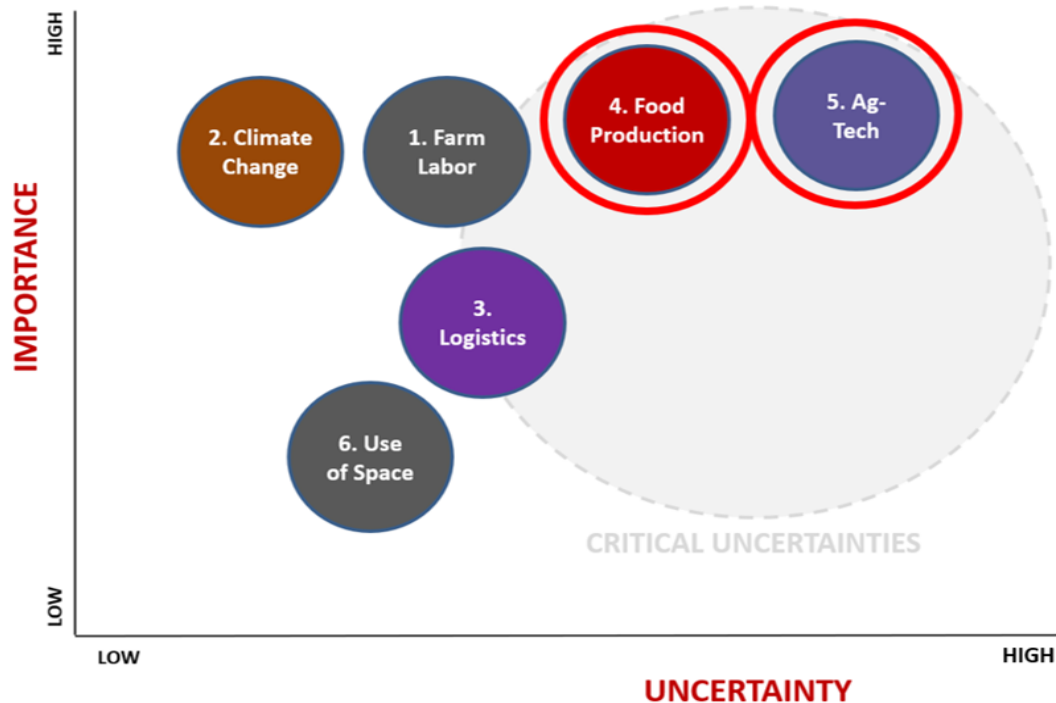 HIGH
IMPORTANCE
LOW
2. Climate
Change
1. Farm
Labor
4. Food
Production
5. Ag-
Tech
3.
Logistics
6. Use
of Space
CRITICAL UNCERTAINTIES
LOW
HIGH
UNCERTAINTY